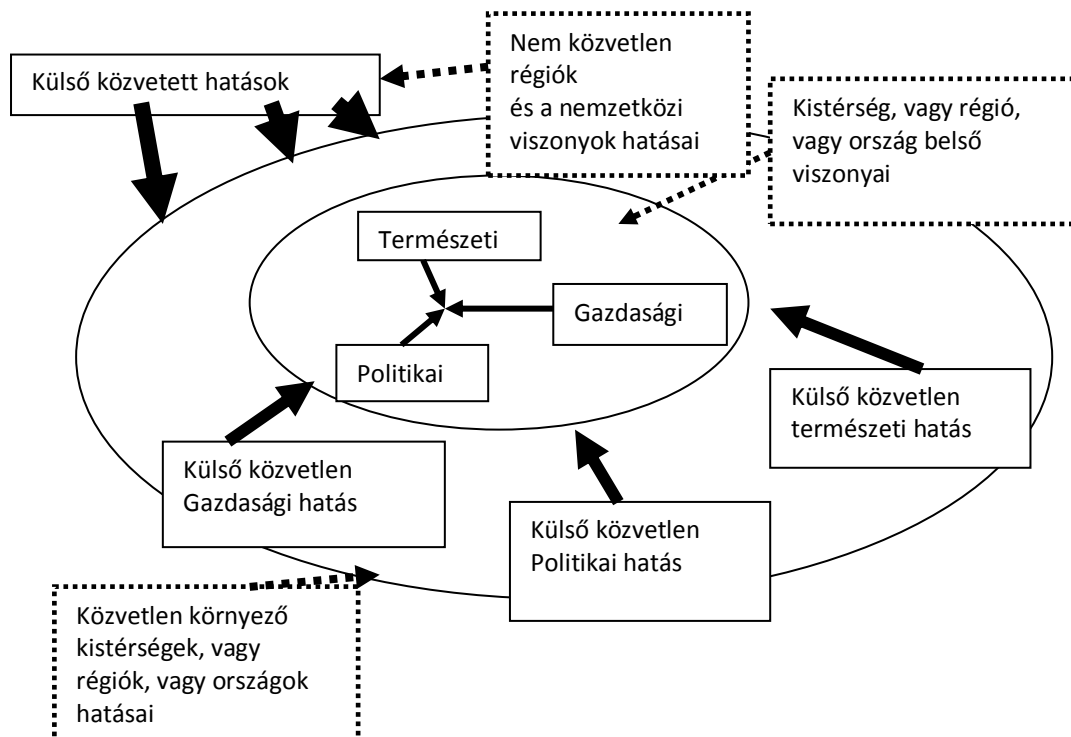 Külső közvetett hatások
Nem közvetlen
régiók
és a nemzetközi
viszonyok hatásai
Kistérség, vagy régió,
vagy ország belső
viszonyai
Természeti
Gazdasági
Politikai
Külső közvetlen
természeti hatás
Külső közvetlen
Gazdasági hatás
Külső közvetlen
Politikai hatás
Közvetlen környező
kistérségek, vagy
régiók, vagy országok
hatásai